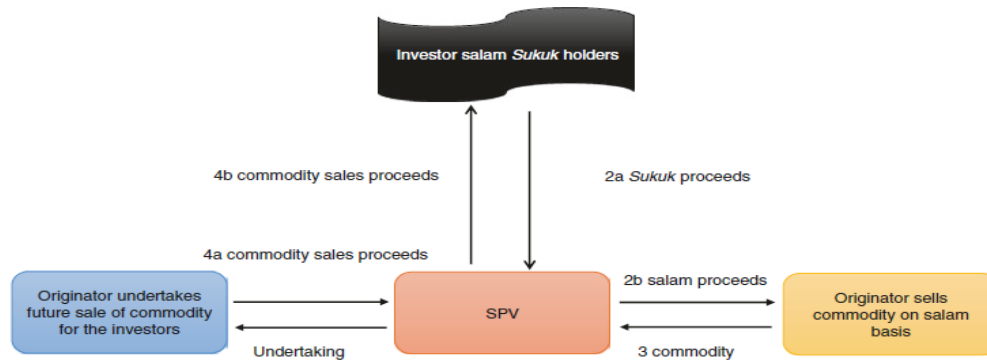 Investor salam Sukuk holders
4b commodity sales proceeds
2a Sukuk proceeds
4a commodity sales proceeds
Originator undertakes
future sale of commodity
for the investors
SPV
2b salam proceeds
Originator sells
commodity on salam
basis
Undertaking
3 commodity